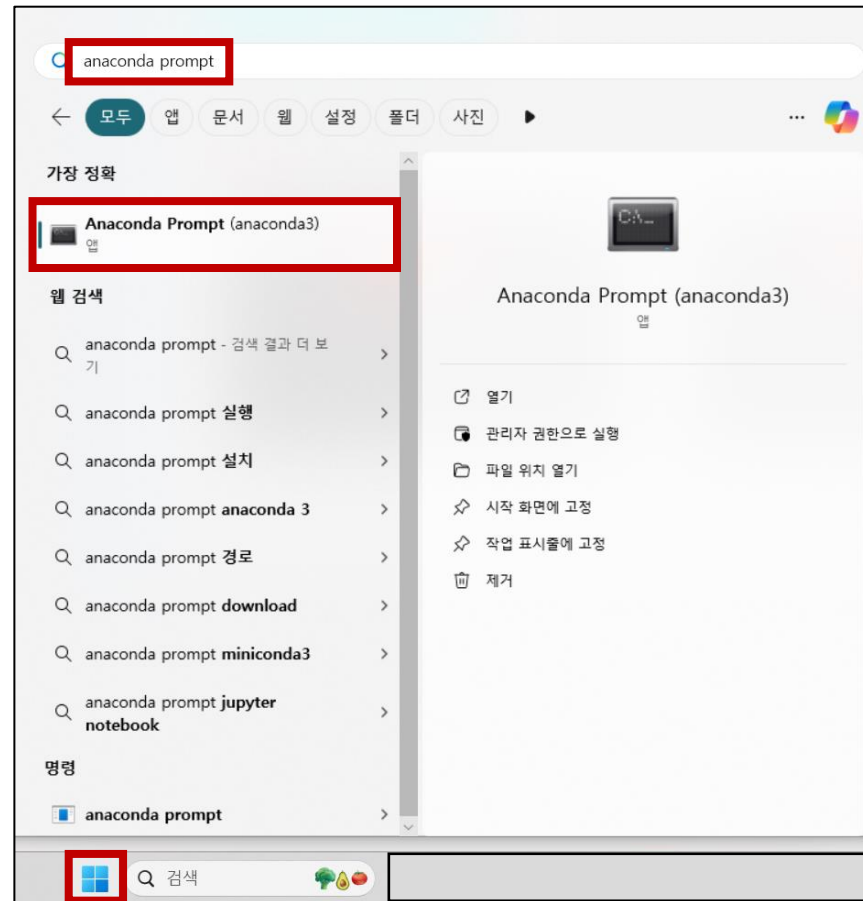 anaconda prompt
모두 앱 문서 웹 설정 폴더 사진
가장 정확
Anaconda Prompt (anaconda3)
앱
웹 검색
anaconda prompt - 검색 결과 더 보
기
anaconda prompt 실행
anaconda prompt 설치
anaconda prompt anaconda 3
anaconda prompt 경로
anaconda prompt download
anaconda prompt miniconda3
anaconda prompt jupyter
notebook
명령
anaconda prompt
C:\_
Anaconda Prompt (anaconda3)
앱
열기
관리자 권한으로 실행
파일 위치 열기
시작 화면에 고정
작업 표시줄에 고정
제거
검색